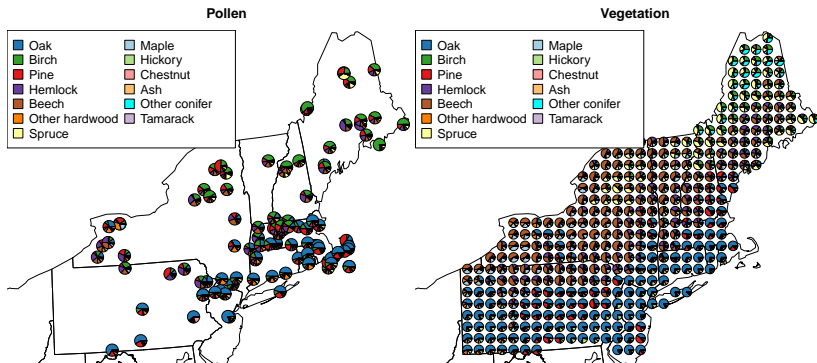 Pollen
Oak
Birch
Pine
Hemlock
Beech
Other hardwood
Spruce
Maple
Hickory
Chestnut
Ash
Other conifer
Tamarack
Vegetation
Oak
Birch
Pine
Hemlock
Beech
Other hardwood
Spruce
Maple
Hickory
Chestnut
Ash
Other conifer
Tamarack